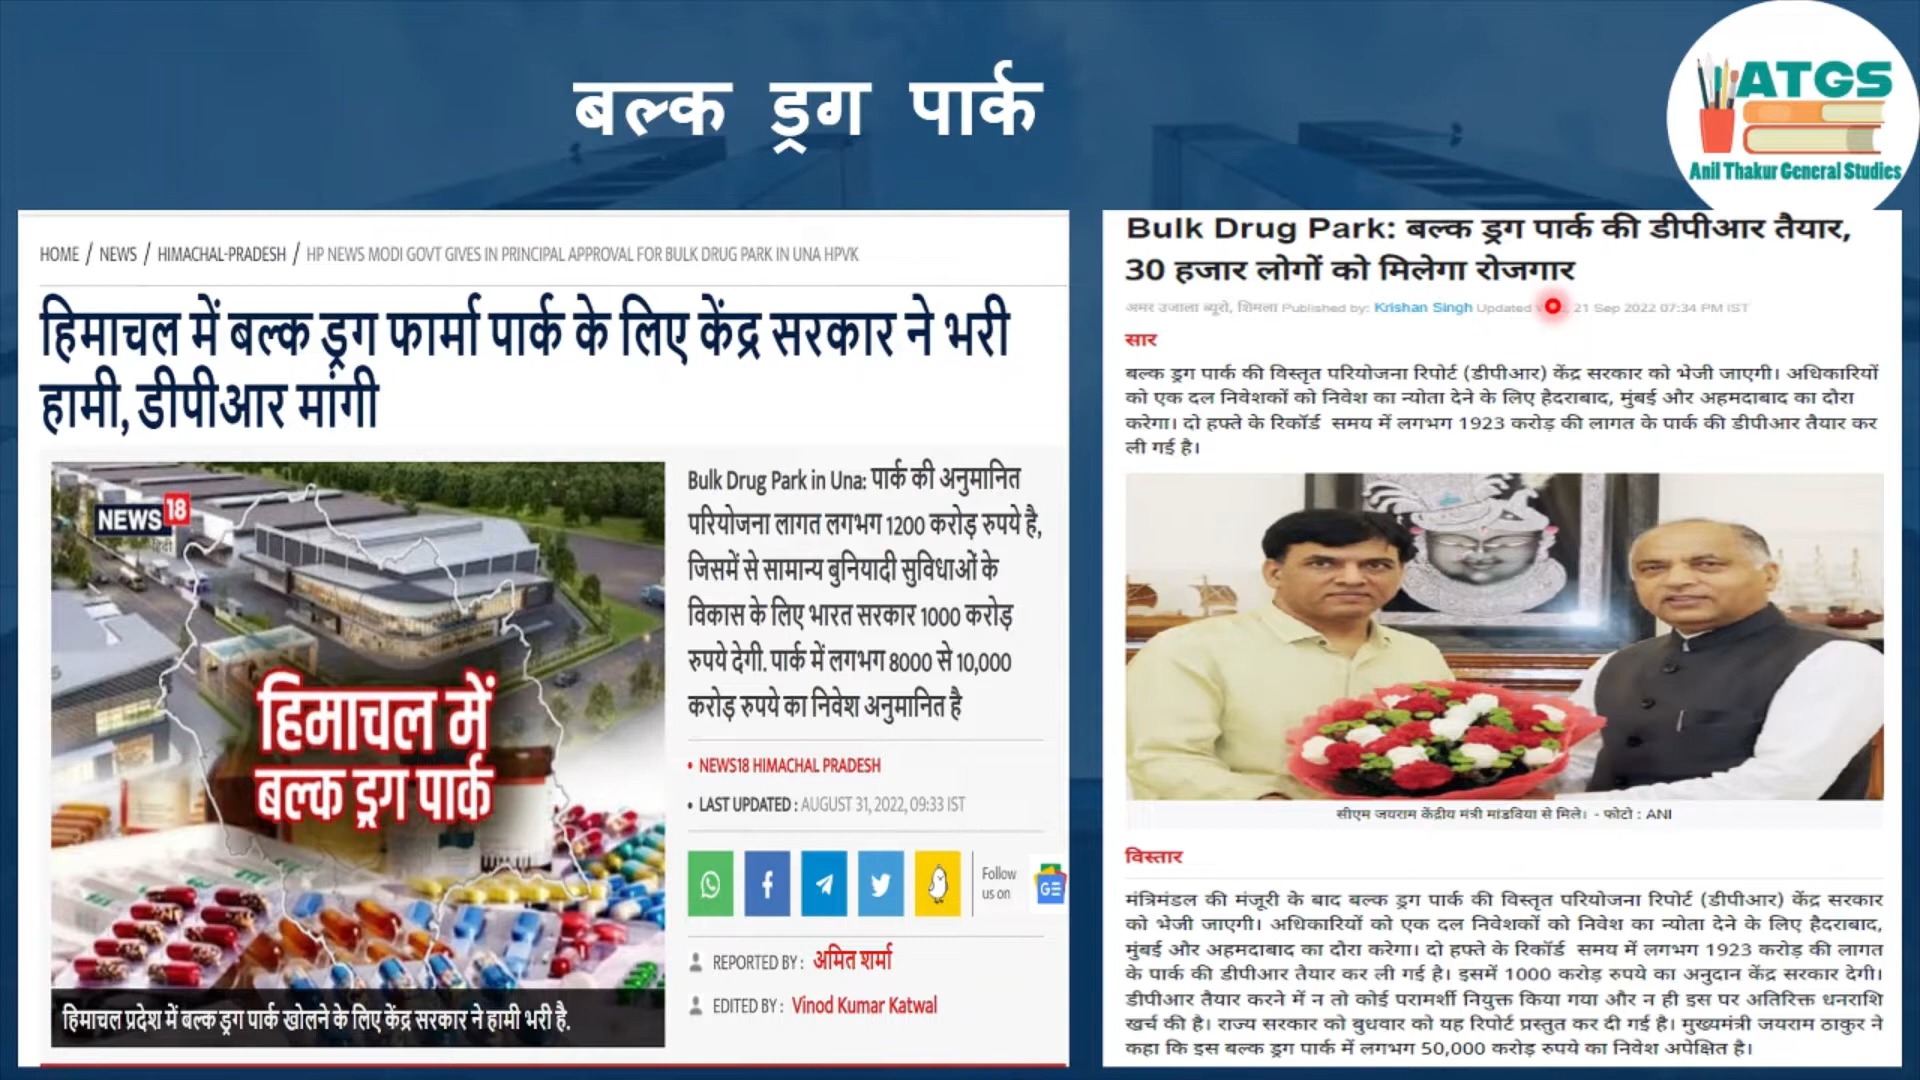 बल्क ड्रग पार्क
ATGS
Anil Thakur General Studies
HOME / NEWS / HIMACHAL-PRADESH / HP NEWS MODI GOVT GIVES IN PRINCIPAL APPROVAL FOR BULK DRUG PARK IN UNA HPVK
हिमाचल में बल्क ड्रग फार्मा पार्क के लिए केंद्र सरकार ने भरी
हामी, डीपीआर मांगी
NEWS 18
हिमाचल में
बल्क ड्रग पार्क
हिमाचल प्रदेश में बल्क ड्रग पार्क खोलने के लिए केंद्र सरकार ने हामी भरी है.
Bulk Drug Park in Una: पार्क की अनुमानित
परियोजना लागत लगभग 1200 करोड़ रुपये है,
जिसमें से सामान्य बुनियादी सुविधाओं के
विकास के लिए भारत सरकार 1000 करोड़
रुपये देगी. पार्क में लगभग 8000 से 10,000
करोड़ रुपये का निवेश अनुमानित है
• NEWS18 HIMACHAL PRADESH
• LAST UPDATED : AUGUST 31, 2022, 09:33 IST
Follow
us on
GE
REPORTED BY : अमित शर्मा
EDITED BY : Vinod Kumar Katwal
Bulk Drug Park: बल्क ड्रग पार्क की डीपीआर तैयार,
30 हजार लोगों को मिलेगा रोजगार
अमर उजाला ब्यूरो, शिमला Published by: Krishan Singh Updated 21 Sep 2022 07:34 PM IST
सार
बल्क ड्रग पार्क की विस्तृत परियोजना रिपोर्ट (डीपीआर) केंद्र सरकार को भेजी जाएगी। अधिकारियों
को एक दल निवेशकों को निवेश का न्योता देने के लिए हैदराबाद, मुंबई और अहमदाबाद का दौरा
करेगा। दो हफ्ते के रिकॉर्ड समय में लगभग 1923 करोड़ की लागत के पार्क की डीपीआर तैयार कर
ली गई है।
सीएम जयराम केंद्रीय मंत्री मांडविया से मिले। - फोटो : ANI
विस्तार
मंत्रिमंडल की मंजूरी के बाद बल्क ड्रग पार्क की विस्तृत परियोजना रिपोर्ट (डीपीआर) केंद्र सरकार
को भेजी जाएगी। अधिकारियों को एक दल निवेशकों को निवेश का न्योता देने के लिए हैदराबाद,
मुंबई और अहमदाबाद का दौरा करेगा। दो हफ्ते के रिकॉर्ड समय में लगभग 1923 करोड़ की लागत
के पार्क की डीपीआर तैयार कर ली गई है। इसमें 1000 करोड़ रुपये का अनुदान केंद्र सरकार देगी।
डीपीआर तैयार करने में न तो कोई परामर्शी नियुक्त किया गया और न ही इस पर अतिरिक्त धनराशि
खर्च की है। राज्य सरकार को बुधवार को यह रिपोर्ट प्रस्तुत कर दी गई है। मुख्यमंत्री जयराम ठाकुर ने
कहा कि इस बल्क ड्रग पार्क में लगभग 50,000 करोड़ रुपये का निवेश अपेक्षित है।